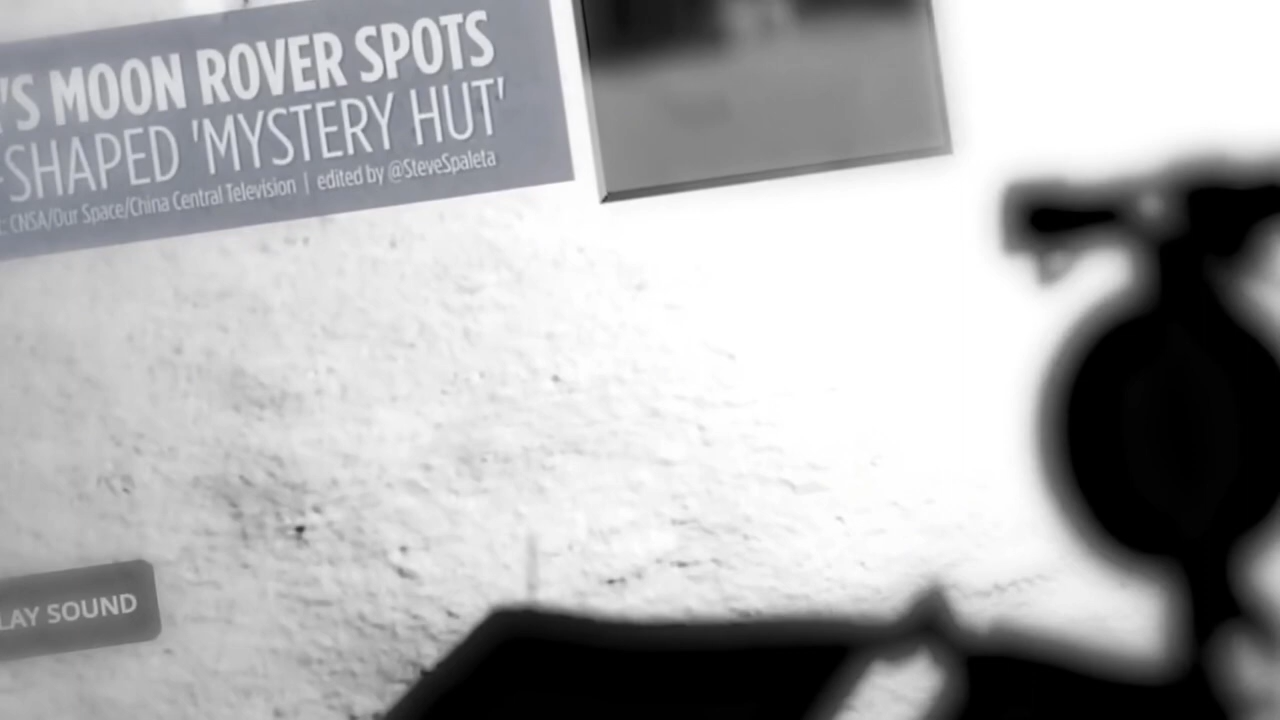 'S MOON ROVER SPOTS
-SHAPED 'MYSTERY HUT'
: CNSA/Our Space/China Central Television | edited by @SteveSpaleta
LAY SOUND